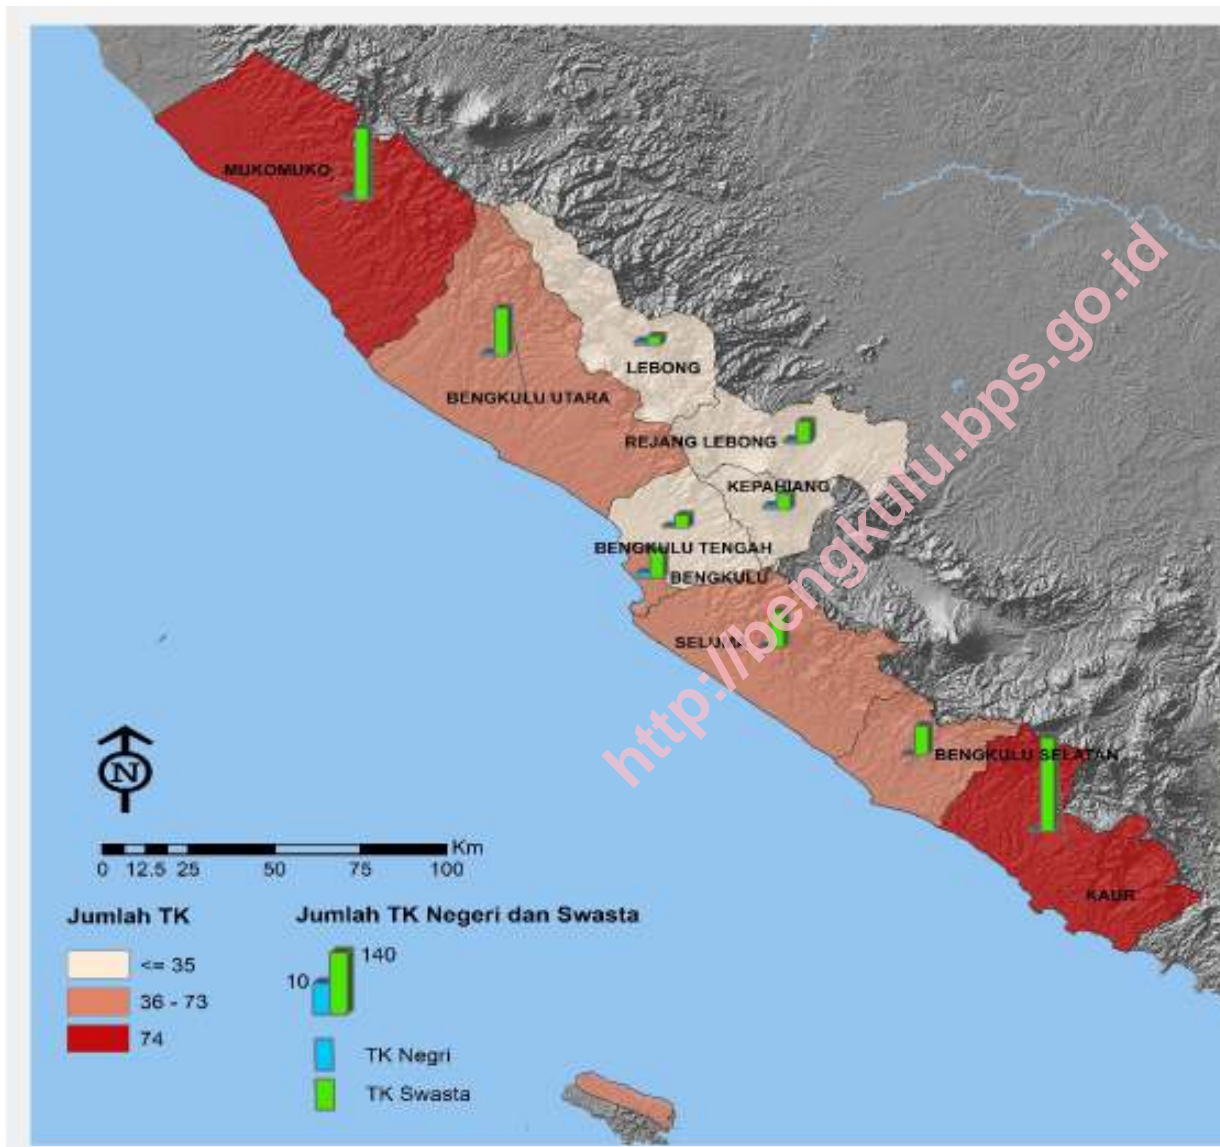 MUKOMUKO
LEBONG
BENGKULU UTARA
REJANG LEBONG
KEPAHIANG
BENGKULU TENGAH
BENGKULU
SELUMA
BENGKULU SELATAN
KAUR
http://bengkulu.bps.go.id
N
Km
0 12.5 25 50 75 100
Jumlah TK
<= 35
36 - 73
74
Jumlah TK Negeri dan Swasta
140
10
TK Negri
TK Swasta